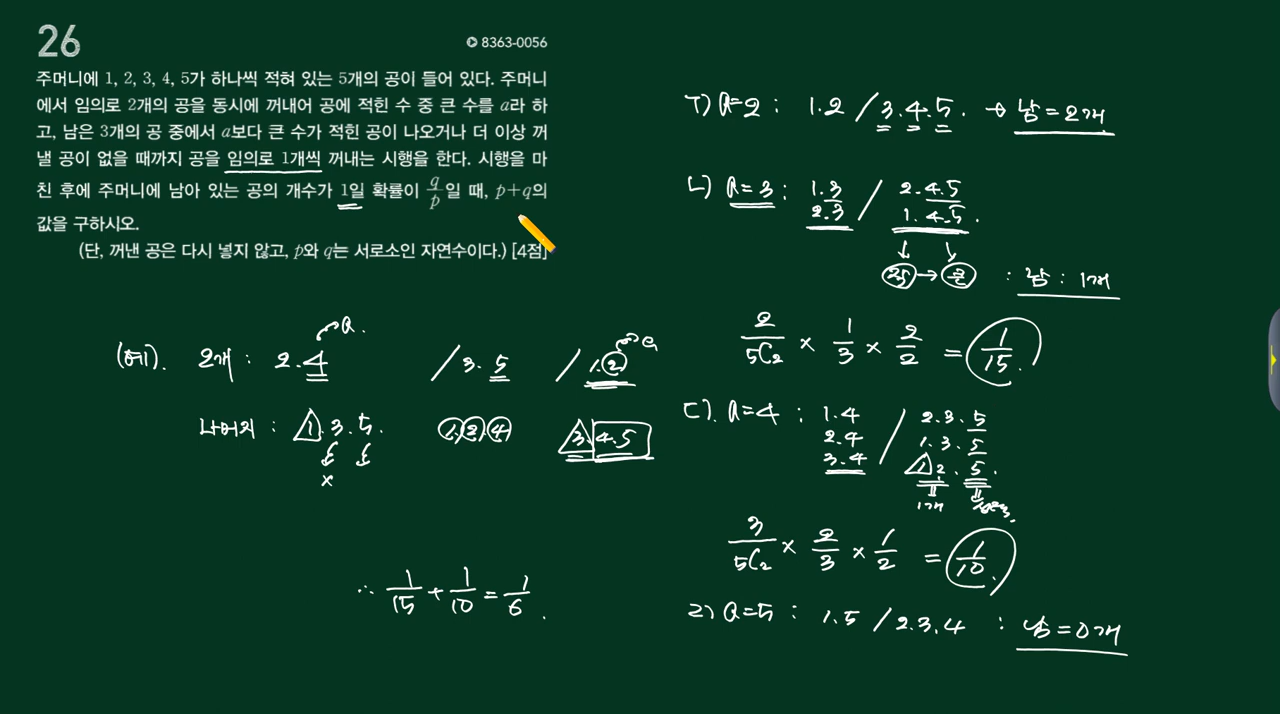 26
8363-0056
주머니에 1, 2, 3, 4, 5가 하나씩 적혀 있는 5개의 공이 들어 있다. 주머니
에서 임의로 2개의 공을 동시에 꺼내어 공에 적힌 수 중 큰 수를 a라 하
고, 남은 3개의 공 중에서 a보다 큰 수가 적힌 공이 나오거나 더 이상 꺼
낼 공이 없을 때까지 공을 임의로 1개씩 꺼내는 시행을 한다. 시행을 마
친 후에 주머니에 남아 있는 공의 개수가 1일 확률이 q/p일 때, p+q의
값을 구하시오.
(단, 꺼낸 공은 다시 넣지 않고, p와 q는 서로소인 자연수이다.) [4점]
(예). 2개 : 2.4 / 3.5 / 1.2
a. a
나머지 : 1.3.5. 1.2.4 3.4.5
x
∴ 1/15 + 1/10 = 1/6.
ㄱ) a=2 : 1.2 / 3.4.5. → 남=2개
ㄴ) a=3 : 1.3 / 2.4.5
2.3 1.4.5.
→ : 남 : 1개
2/5C2 × 1/3 × 2/2 = 1/15.
ㄷ). a=4 : 1.4 / 2.3.5
2.4 1.3.5
3.4 1.2.5.
1개
3/5C2 × 2/3 × 1/2 = 1/10.
ㄹ) a=5 : 1.5 / 2.3.4 : 남=0개